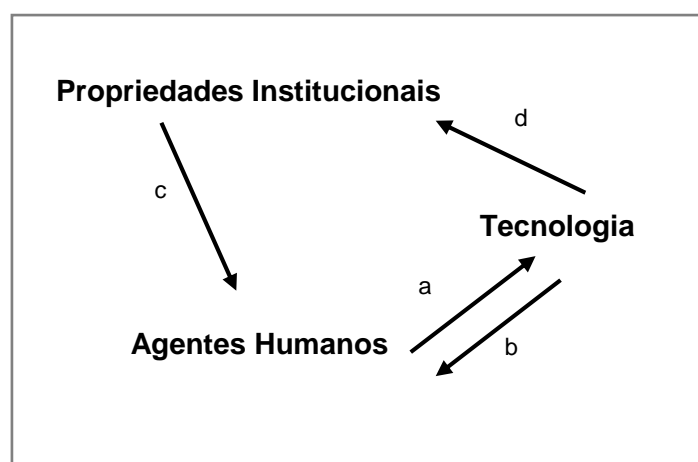 Propriedades Institucionais
d
c
Tecnologia
a
Agentes Humanos
b